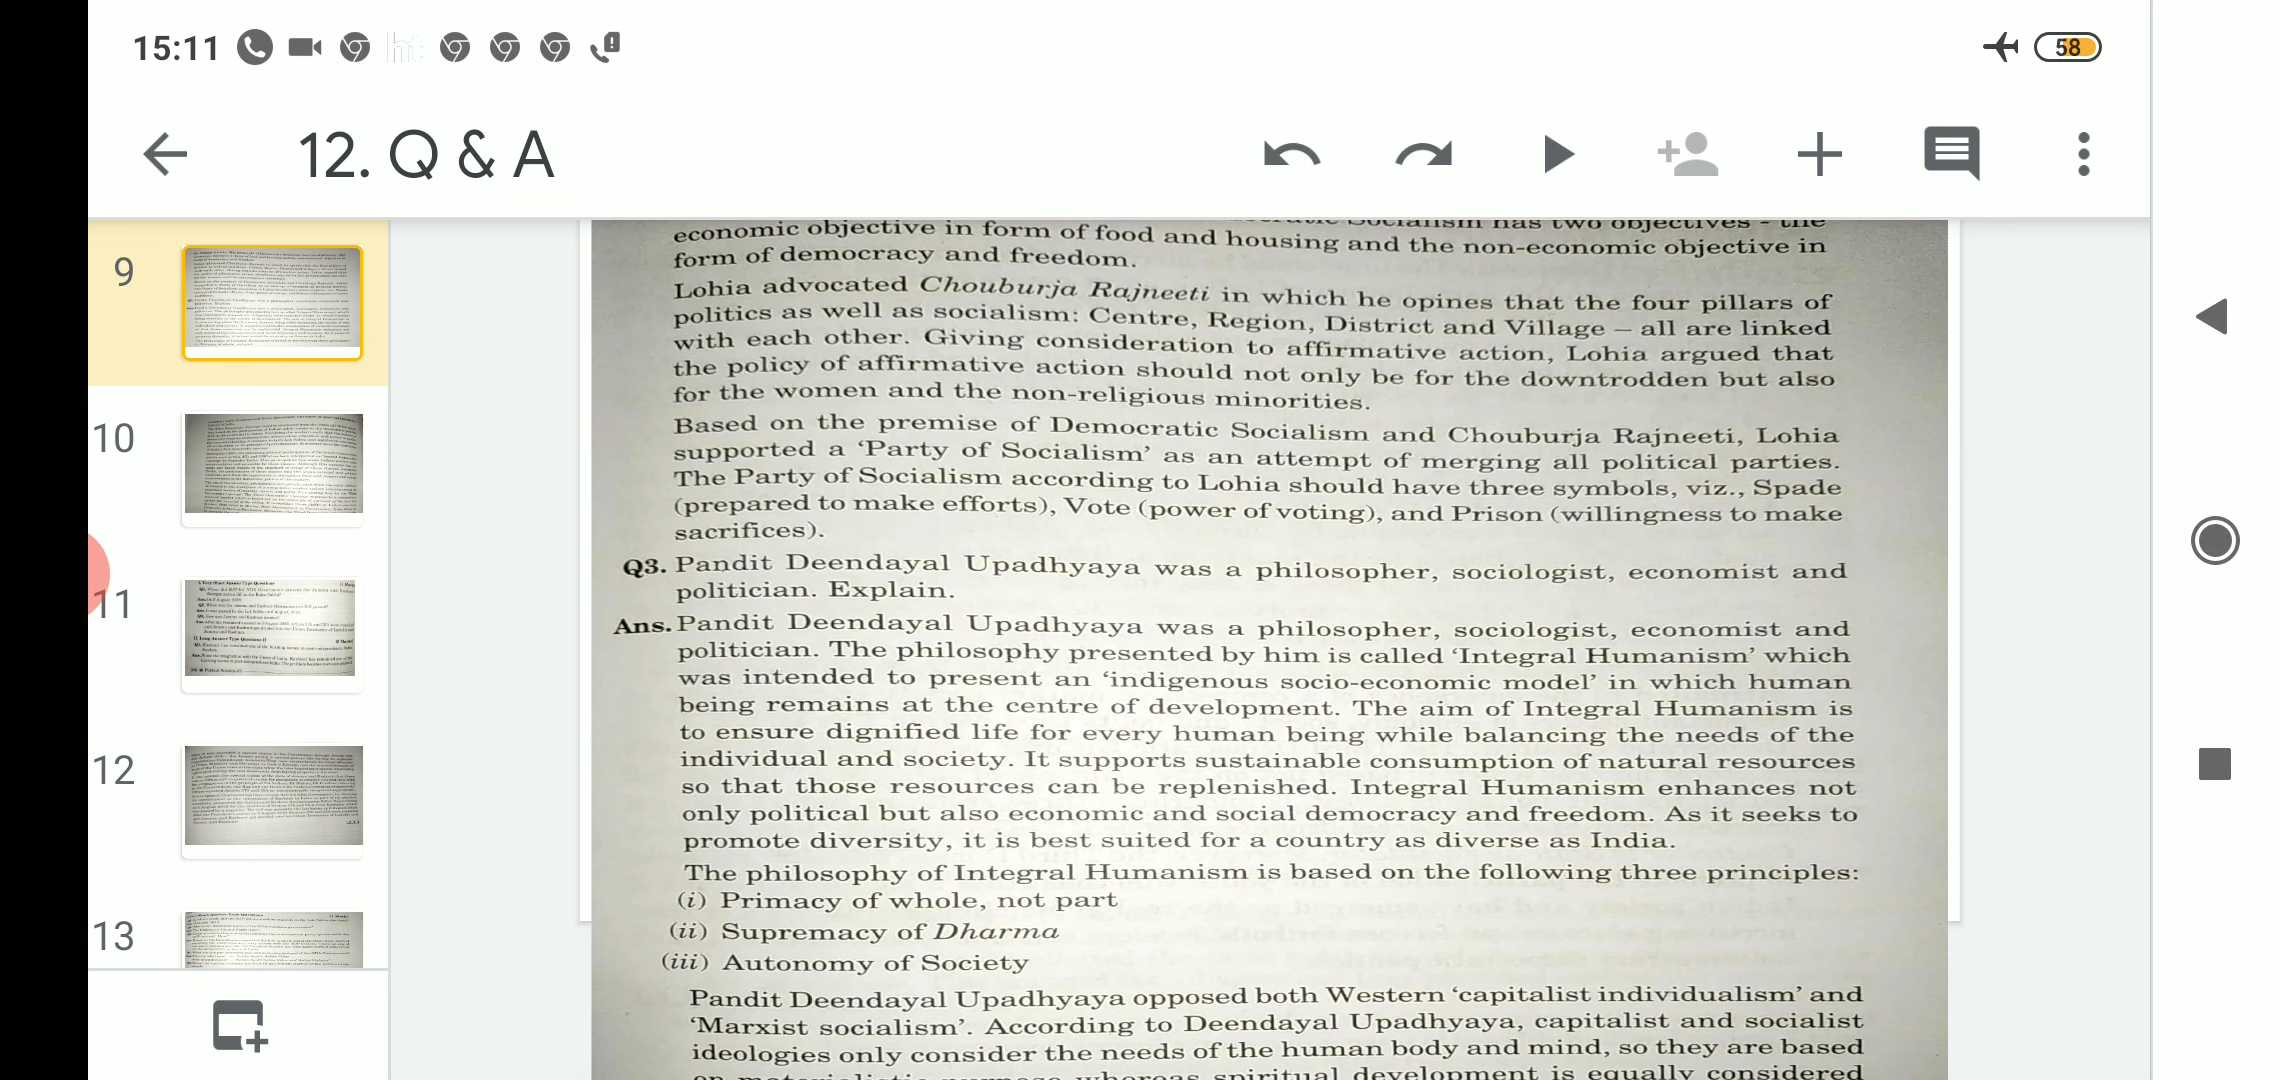 15:11
58
12. Q & A
9
10
11
12
13
Socialism has two objectives - the
economic objective in form of food and housing and the non-economic objective in
form of democracy and freedom.
Lohia advocated Chouburja Rajneeti in which he opines that the four pillars of
politics as well as socialism: Centre, Region, District and Village – all are linked
with each other. Giving consideration to affirmative action, Lohia argued that
the policy of affirmative action should not only be for the downtrodden but also
for the women and the non-religious minorities.
Based on the premise of Democratic Socialism and Chouburja Rajneeti, Lohia
supported a ‘Party of Socialism’ as an attempt of merging all political parties.
The Party of Socialism according to Lohia should have three symbols, viz., Spade
(prepared to make efforts), Vote (power of voting), and Prison (willingness to make
sacrifices).
Q3. Pandit Deendayal Upadhyaya was a philosopher, sociologist, economist and
politician. Explain.
Ans. Pandit Deendayal Upadhyaya was a philosopher, sociologist, economist and
politician. The philosophy presented by him is called ‘Integral Humanism’ which
was intended to present an ‘indigenous socio-economic model’ in which human
being remains at the centre of development. The aim of Integral Humanism is
to ensure dignified life for every human being while balancing the needs of the
individual and society. It supports sustainable consumption of natural resources
so that those resources can be replenished. Integral Humanism enhances not
only political but also economic and social democracy and freedom. As it seeks to
promote diversity, it is best suited for a country as diverse as India.
The philosophy of Integral Humanism is based on the following three principles:
(i) Primacy of whole, not part
(ii) Supremacy of Dharma
(iii) Autonomy of Society
Pandit Deendayal Upadhyaya opposed both Western ‘capitalist individualism’ and
‘Marxist socialism’. According to Deendayal Upadhyaya, capitalist and socialist
ideologies only consider the needs of the human body and mind, so they are based
on materialistic purpose whereas spiritual development is equally considered